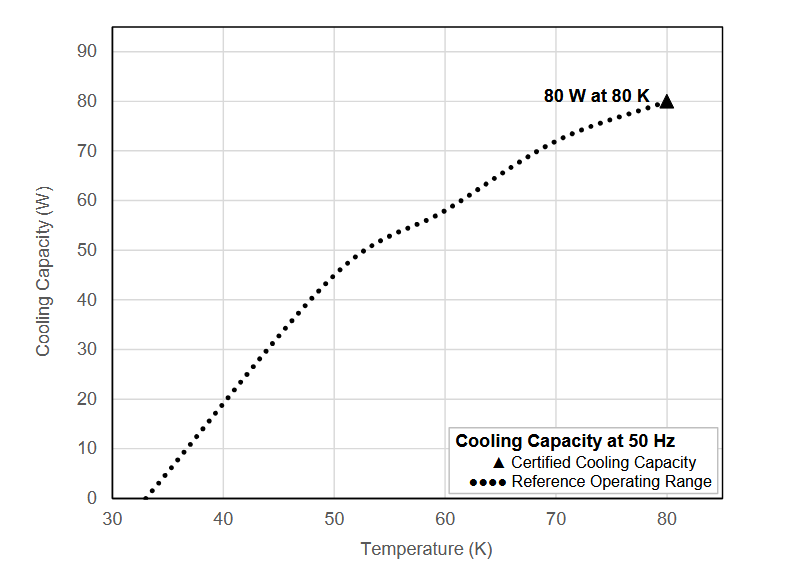 90
80
70
60
50
40
30
20
10
0
Cooling Capacity (W)
80 W at 80 K
Cooling Capacity at 50 Hz
▲ Certified Cooling Capacity
●●●● Reference Operating Range
30 40 50 60 70 80
Temperature (K)